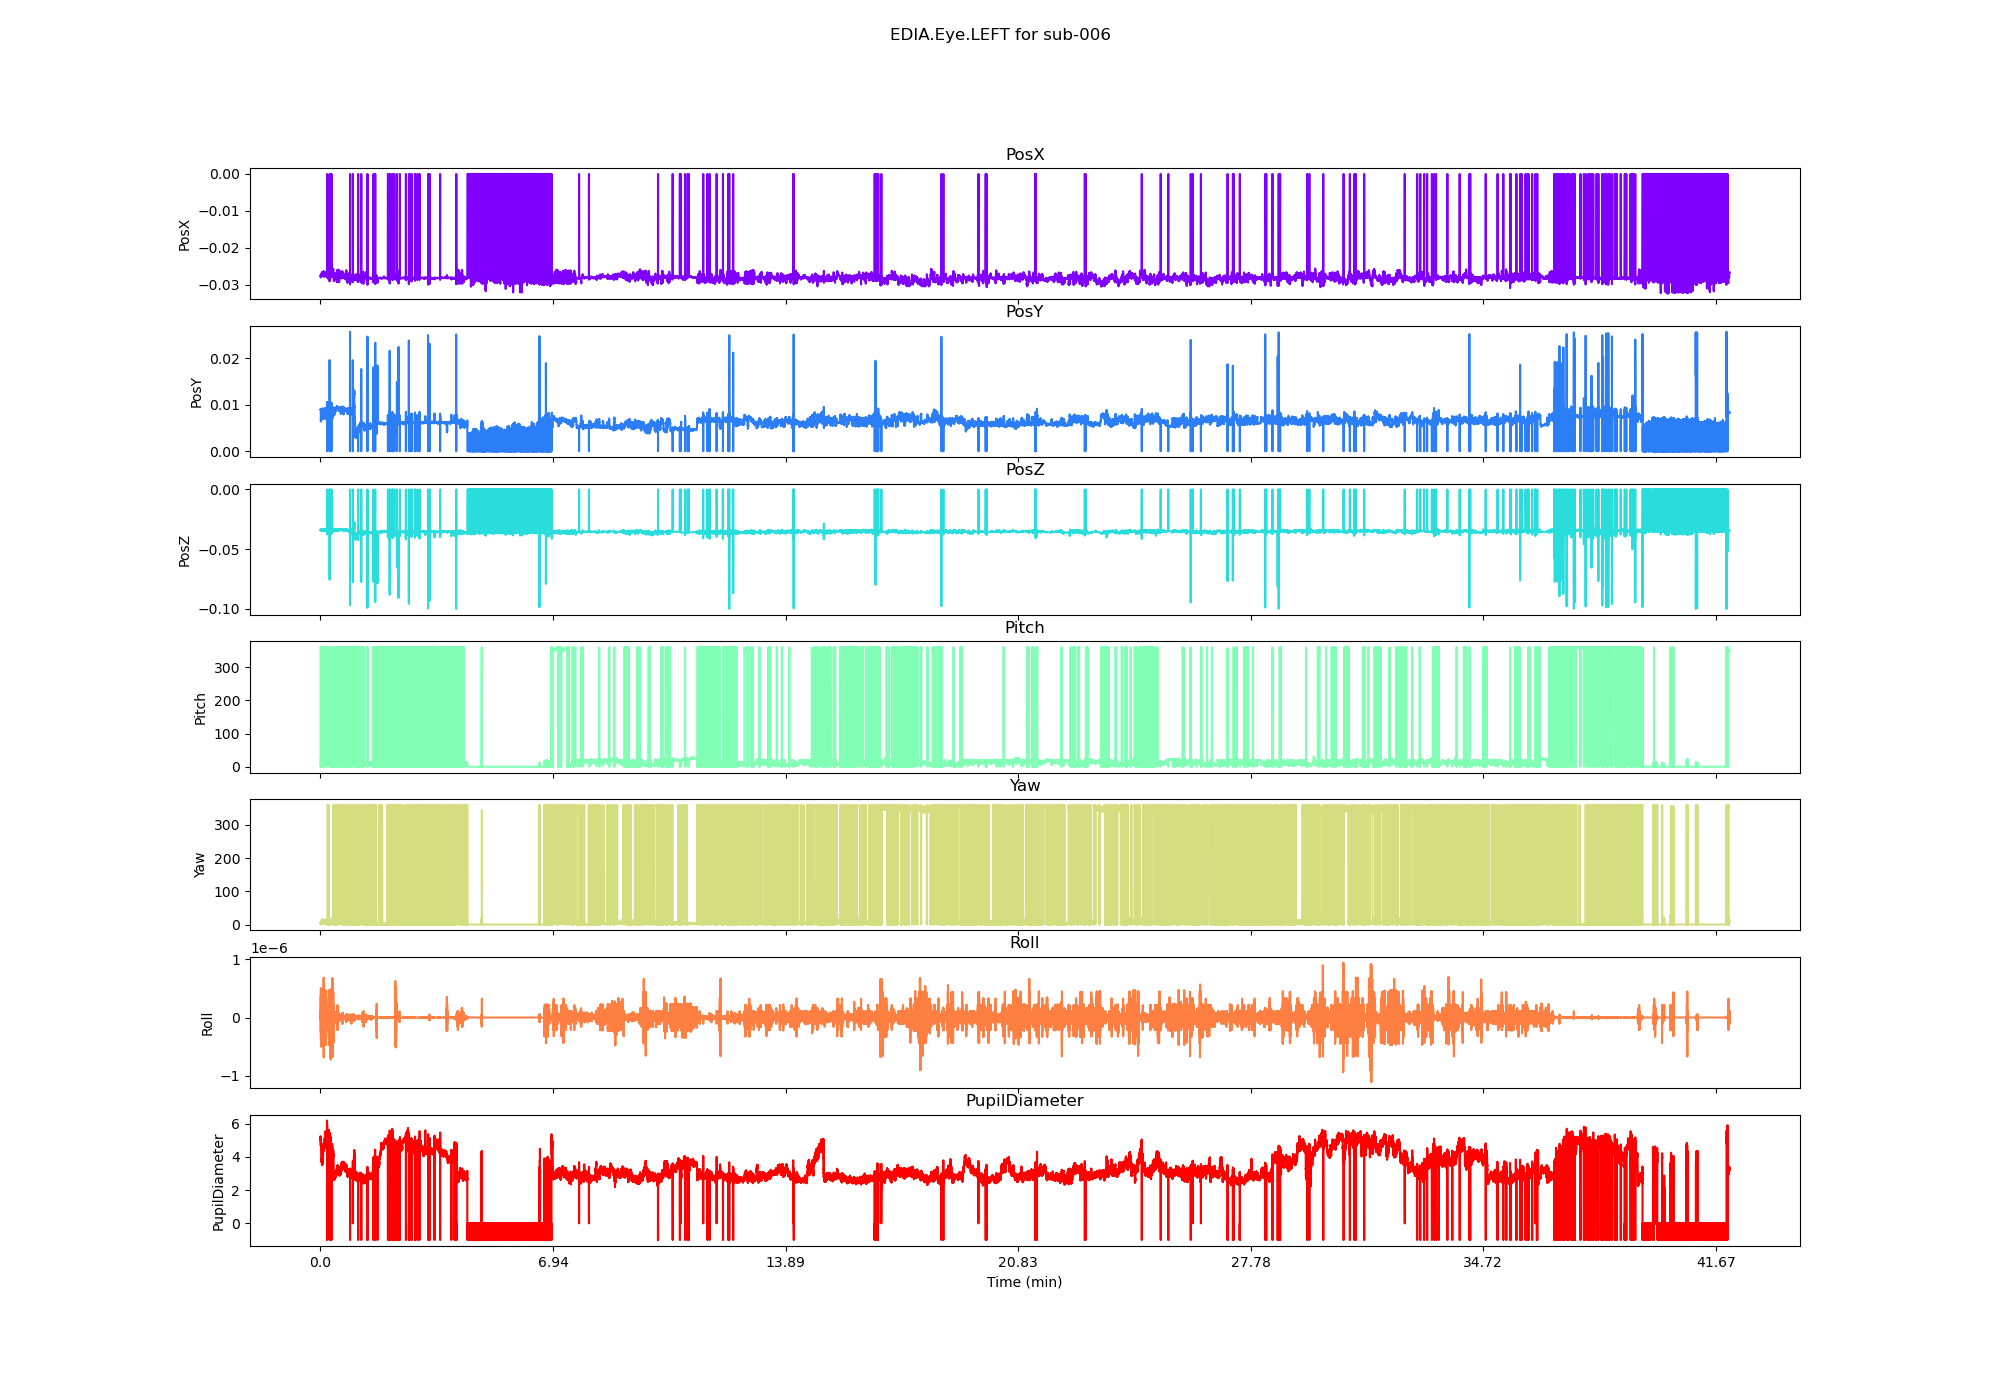 EDIA.Eye.LEFT for sub-006
PosX
0.00
−0.01
−0.02
−0.03
PosX
PosY
0.02
0.01
0.00
PosY
PosZ
0.00
−0.05
−0.10
PosZ
Pitch
300
200
100
0
Pitch
Yaw
300
200
100
0
Yaw
1e−6
Roll
1
0
−1
Roll
PupilDiameter
6
4
2
0
PupilDiameter
0.0 6.94 13.89 20.83 27.78 34.72 41.67
Time (min)